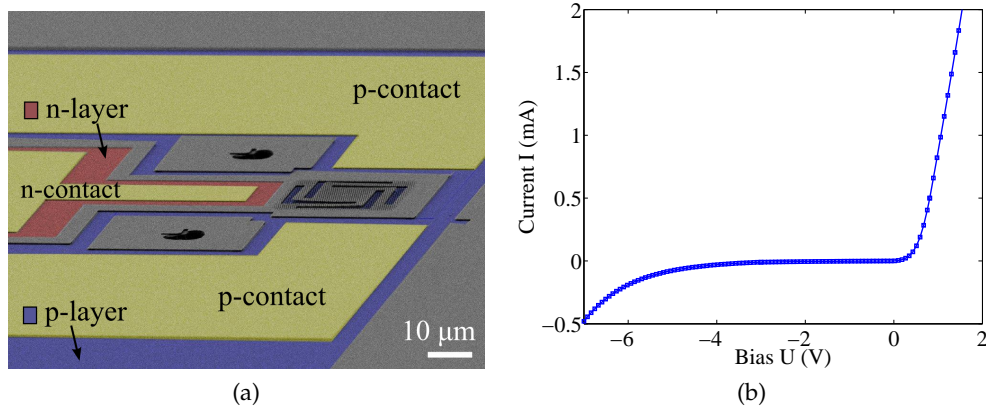 p-contact
n-layer
n-contact
p-contact
p-layer
10 μm
(a)
2
1.5
1
0.5
0
−0.5
Current I (mA)
−6
−4
−2
0
2
Bias U (V)
(b)